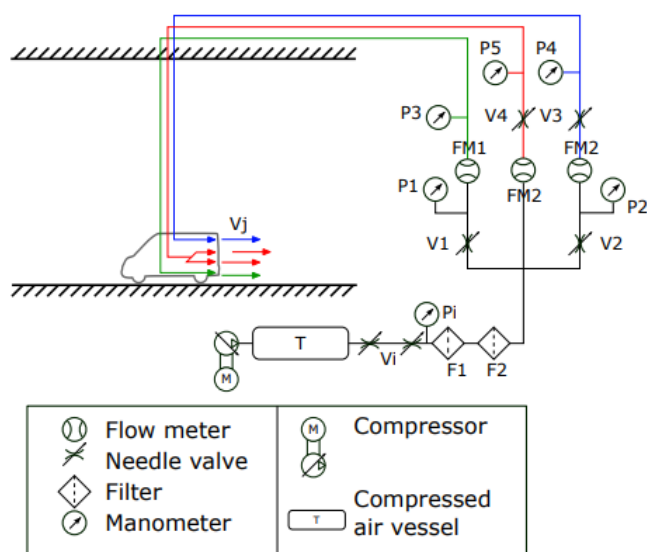 P5
P4
P3
V4
V3
FM1
FM2
FM2
P1
P2
Vj
V1
V2
Pi
T
Vi
F1
F2
M
Flow meter
Needle valve
Filter
Manometer
M
Compressor
T
Compressed
air vessel